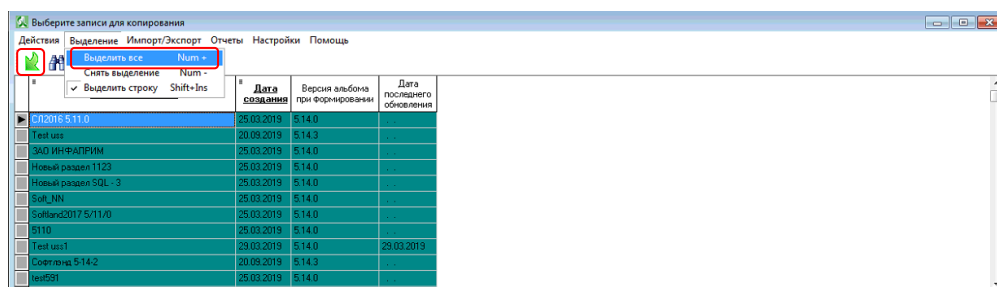 Выберите записи для копирования
Действия Выделение Импорт/Экспорт Отчеты Настройки Помощь
Выделить все Num +
Снять выделение Num -
Выделить строку Shift+Ins
Дата создания Версия альбома при формировании Дата последнего обновления
СЛ2016 5.11.0 25.03.2019 5.14.0 . .
Test uss 20.09.2019 5.14.3 . .
ЗАО ИНФАПРИМ 25.03.2019 5.14.0 . .
Новый раздел 1123 25.03.2019 5.14.0 . .
Новый раздел SQL - 3 25.03.2019 5.14.0 . .
Soft_NN 25.03.2019 5.14.0 . .
Softland2017 5/11/0 25.03.2019 5.14.0 . .
5110 25.03.2019 5.14.0 . .
Test uss1 29.03.2019 5.14.0 29.03.2019
Софтлэнд 5-14-2 20.09.2019 5.14.3 . .
test591 25.03.2019 5.14.0 . .